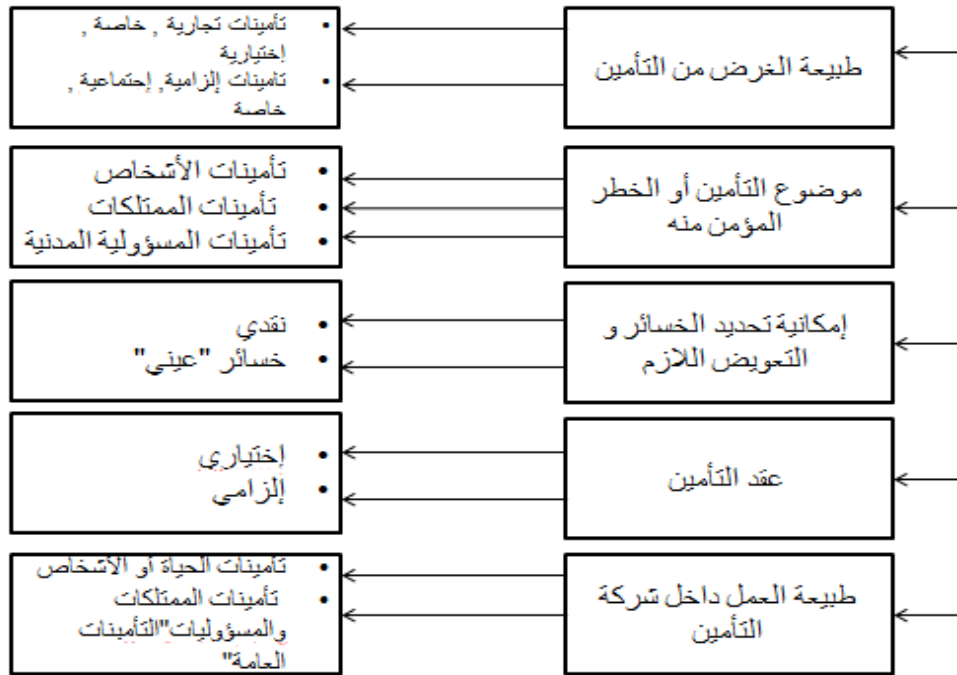 طبيعة الغرض من التأمين
• تأمينات تجارية , خاصة ,
إختيارية
• تامينات إلزامية, إجتماعية ,
خاصة
موضوع التأمين أو الخطر
المؤمن منه
• تأمينات الأشخاص
• تأمينات الممتلكات
• تأمينات المسؤولية المدنية
إمكانية تحديد الخسائر و
التعويض اللازم
• نقدي
• خسائر "عيني"
عقد التأمين
• إختياري
• إلزامي
طبيعة العمل داخل شركة
التأمين
• تأمينات الحياة أو الأشخاص
• تأمينات الممتلكات
والمسؤوليات"التأمينات
العامة"